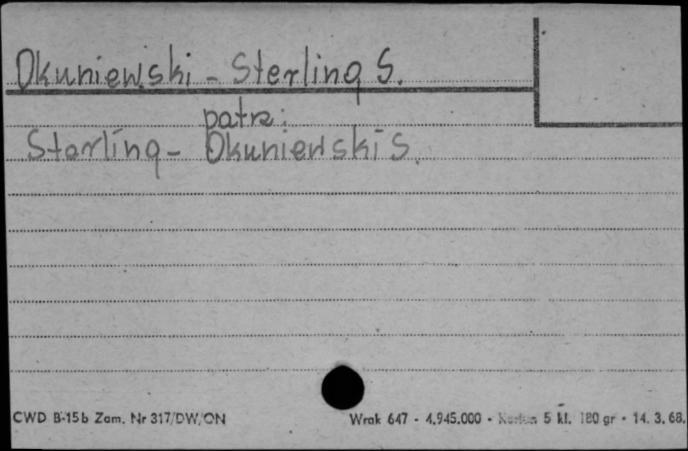 Okuniewski - Sterling S.
patrz:
Sterling - Okuniewski S.
CWD B-15b Zam. Nr 317/DW/ON Wrak 647 - 4.945.000 - Karton 5 kl. 180 gr - 14. 3. 68.